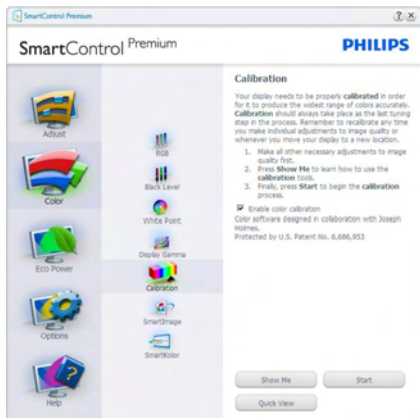 SmartControl Premium
SmartControl Premium
PHILIPS
Adjust
Color
Eco Power
Options
Help
RGB
Black Level
White Point
Display Gamma
Calibration
SmartImage
SmartKolor
Calibration
Your display needs to be properly calibrated in order
for it to produce the widest range of colors accurately.
Calibration should always take place as the last tuning
step in the process. Remember to recalibrate any time
you make individual adjustments to image quality or
whenever you move your display to a new location.
1. Make all other necessary adjustments to image
quality first.
2. Press Show Me to learn how to use the
calibration tools.
3. Finally, press Start to begin the calibration
process.
Enable color calibration
Color software designed in collaboration with Joseph
Holmes.
Protected by U.S. Patent No. 6,686,953
Show Me
Start
Quick View